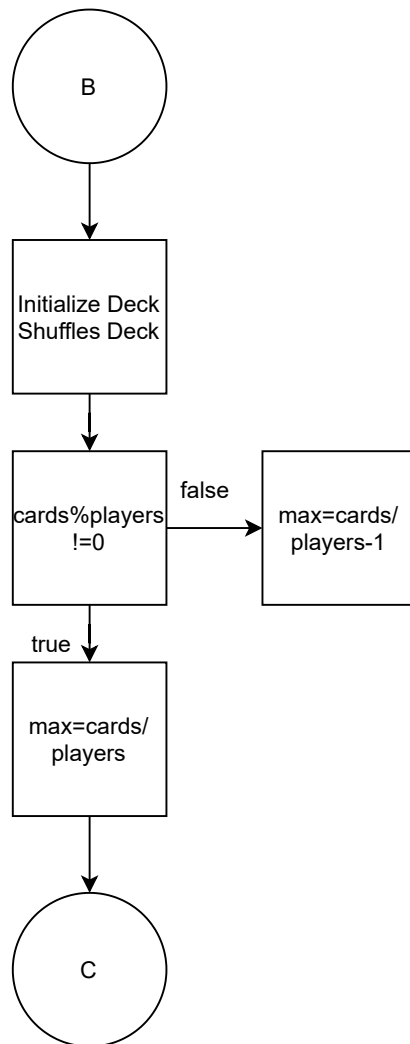 B
Initialize Deck
Shuffles Deck
cards%players
!=0
false
max=cards/
players-1
true
max=cards/
players
C